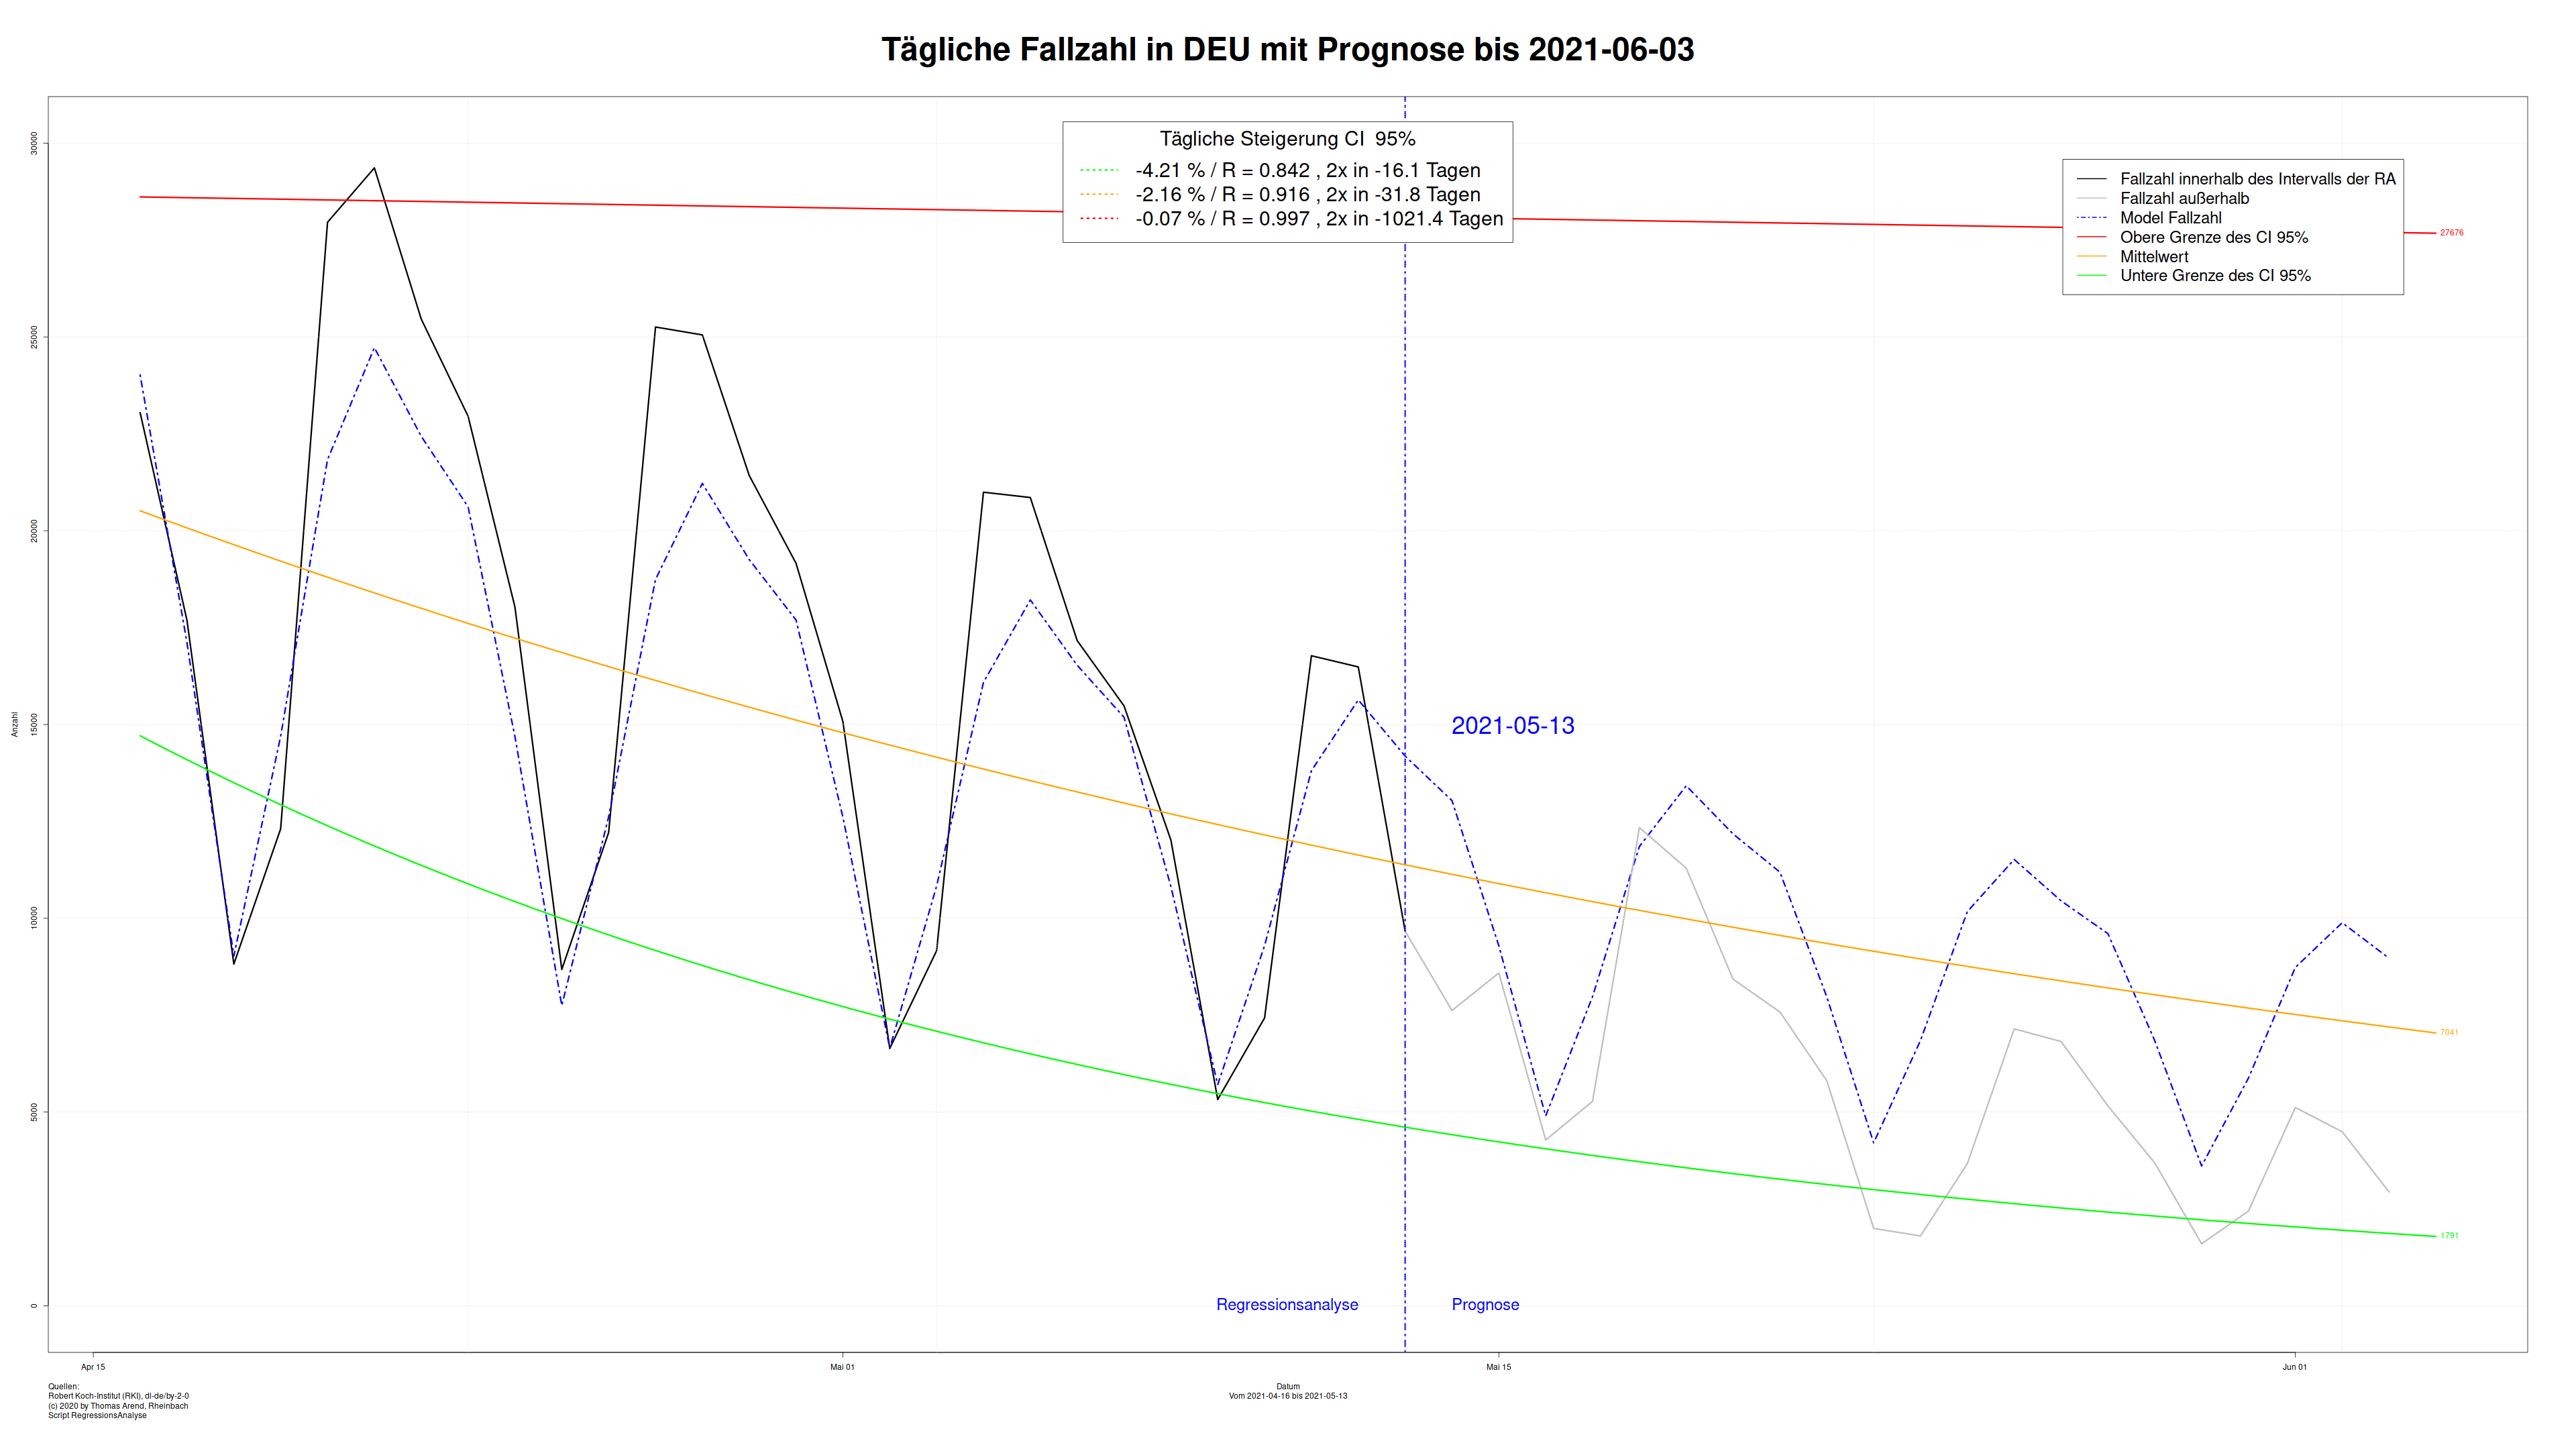 Tägliche Fallzahl in DEU mit Prognose bis 2021-06-03
Tägliche Steigerung CI  95%
-4.21 % / R = 0.842 , 2x in -16.1 Tagen
-2.16 % / R = 0.916 , 2x in -31.8 Tagen
-0.07 % / R = 0.997 , 2x in -1021.4 Tagen
Fallzahl innerhalb des Intervalls der RA
Fallzahl außerhalb
Model Fallzahl
Obere Grenze des CI 95%
Mittelwert
Untere Grenze des CI 95%
27676
7041
1791
2021-05-13
Regressionsanalyse
Prognose
Anzahl
30000
25000
20000
15000
10000
5000
0
Apr 15
Mai 01
Mai 15
Jun 01
Datum
Vom 2021-04-16 bis 2021-05-13
Quellen:
Robert Koch-Institut (RKI), dl-de/by-2-0
(c) 2020 by Thomas Arend, Rheinbach
Script RegressionsAnalyse